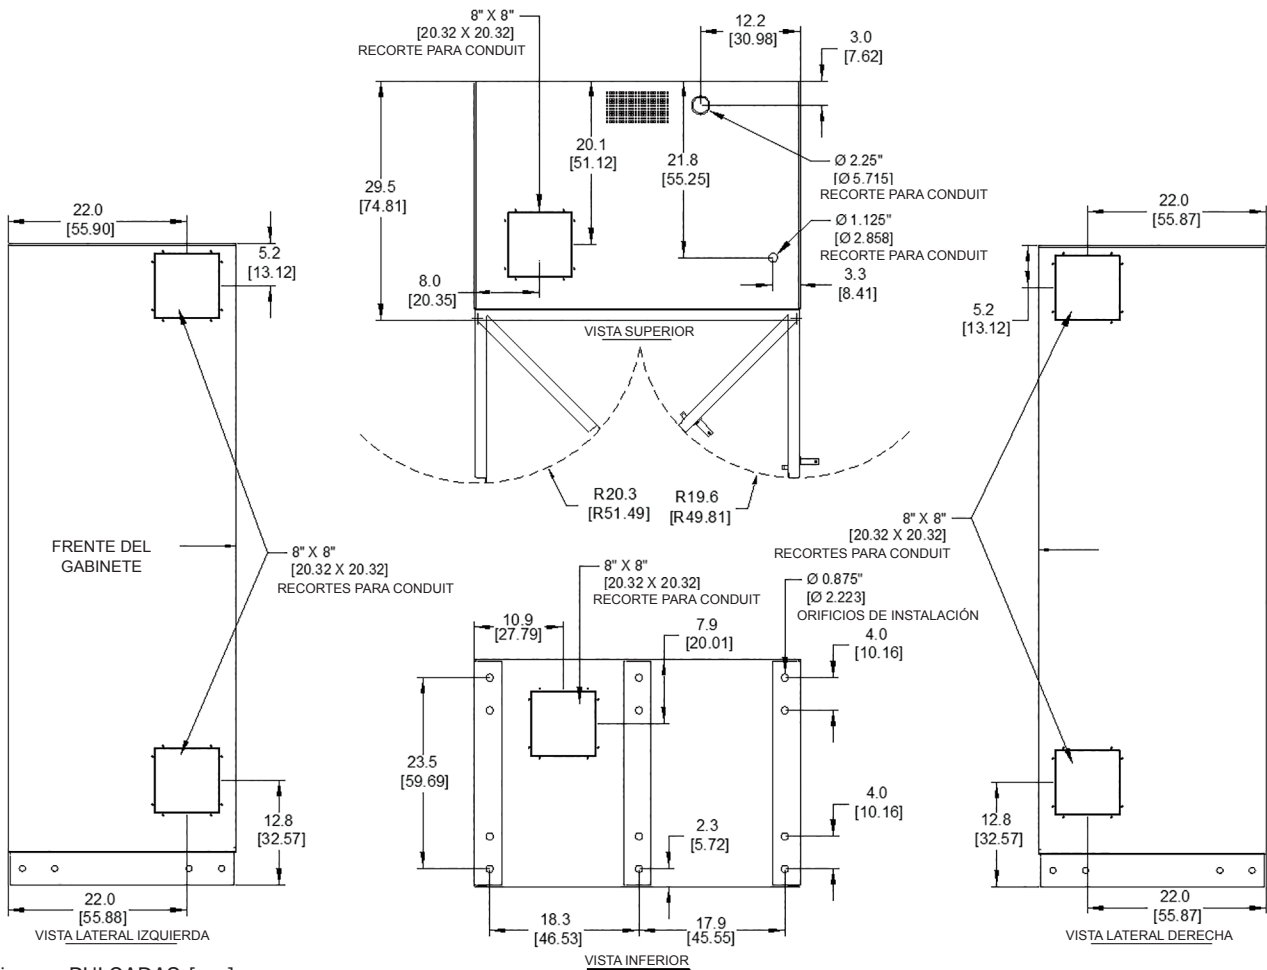 8" X 8"
[20.32 X 20.32]
RECORTE PARA CONDUIT
12.2
[30.98]
3.0
[7.62]
20.1
[51.12]
21.8
[55.25]
29.5
[74.81]
Ø 2.25"
[Ø 5.715]
RECORTE PARA CONDUIT
Ø 1.125"
[Ø 2.858]
RECORTE PARA CONDUIT
8.0
[20.35]
3.3
[8.41]
VISTA SUPERIOR
R20.3
[R51.49]
R19.6
[R49.81]
22.0
[55.90]
5.2
[13.12]
FRENTE DEL
GABINETE
8" X 8"
[20.32 X 20.32]
RECORTES PARA CONDUIT
12.8
[32.57]
22.0
[55.88]
VISTA LATERAL IZQUIERDA
8" X 8"
[20.32 X 20.32]
RECORTE PARA CONDUIT
10.9
[27.79]
7.9
[20.01]
Ø 0.875"
[Ø 2.223]
ORIFICIOS DE INSTALACIÓN
4.0
[10.16]
23.5
[59.69]
4.0
[10.16]
2.3
[5.72]
18.3
[46.53]
17.9
[45.55]
VISTA INFERIOR
22.0
[55.87]
5.2
[13.12]
8" X 8"
[20.32 X 20.32]
RECORTES PARA CONDUIT
12.8
[32.57]
22.0
[55.87]
VISTA LATERAL DERECHA